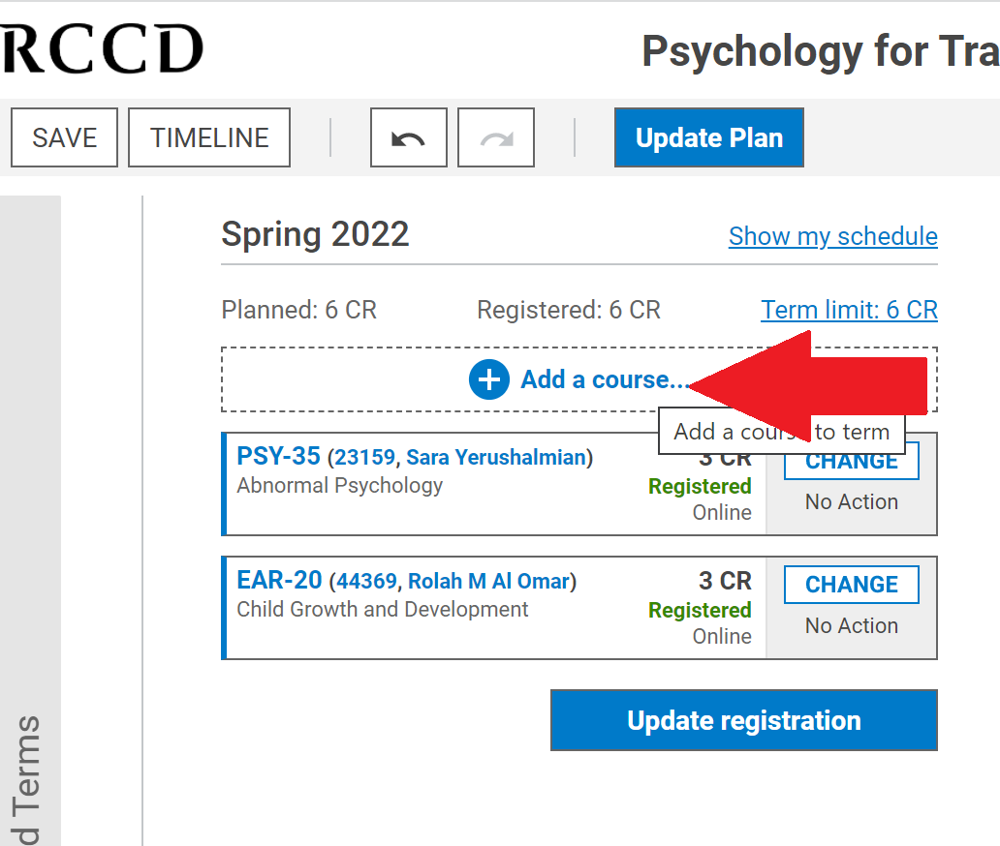 RCCD
Psychology for Tra
SAVE TIMELINE Update Plan
Spring 2022 Show my schedule
Planned: 6 CR Registered: 6 CR Term limit: 6 CR
Add a course...
Add a cour to term
PSY-35 (23159, Sara Yerushalmian) 3 CR CHANGE
Abnormal Psychology Registered No Action
Online
EAR-20 (44369, Rolah M Al Omar) 3 CR CHANGE
Child Growth and Development Registered No Action
Online
Update registration
d Terms